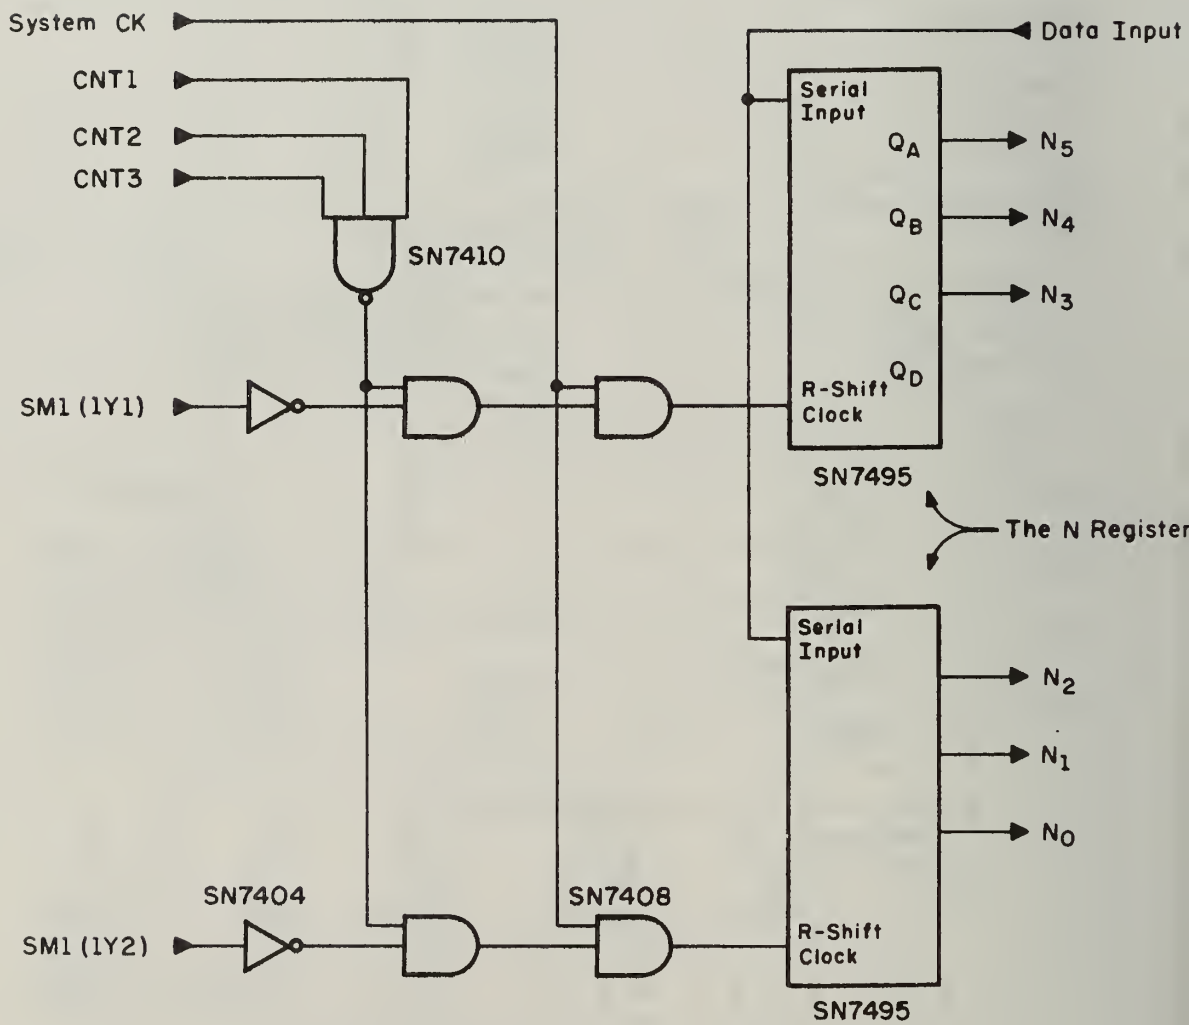 System CK
CNT1
CNT2
CNT3
SN7410
SM1 (1Y1)
Data Input
Serial
Input
QA
QB
QC
QD
R-Shift
Clock
N5
N4
N3
SN7495
The N Register
Serial
Input
N2
N1
N0
SN7404
SN7408
SM1 (1Y2)
R-Shift
Clock
SN7495